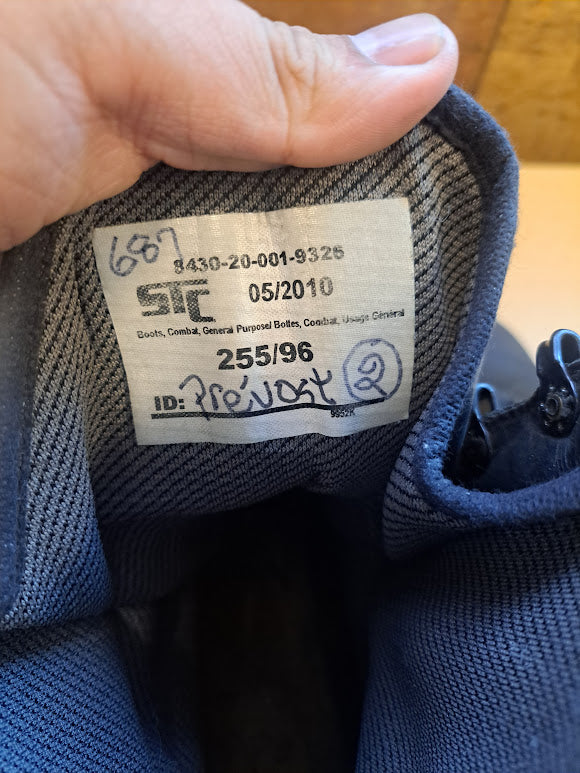 687
8430-20-001-9326
STC 05/2010
Boots, Combat, General Purpose/ Bottes, Combat, Usage Général
255/96
ID: Prévost 2
9952K